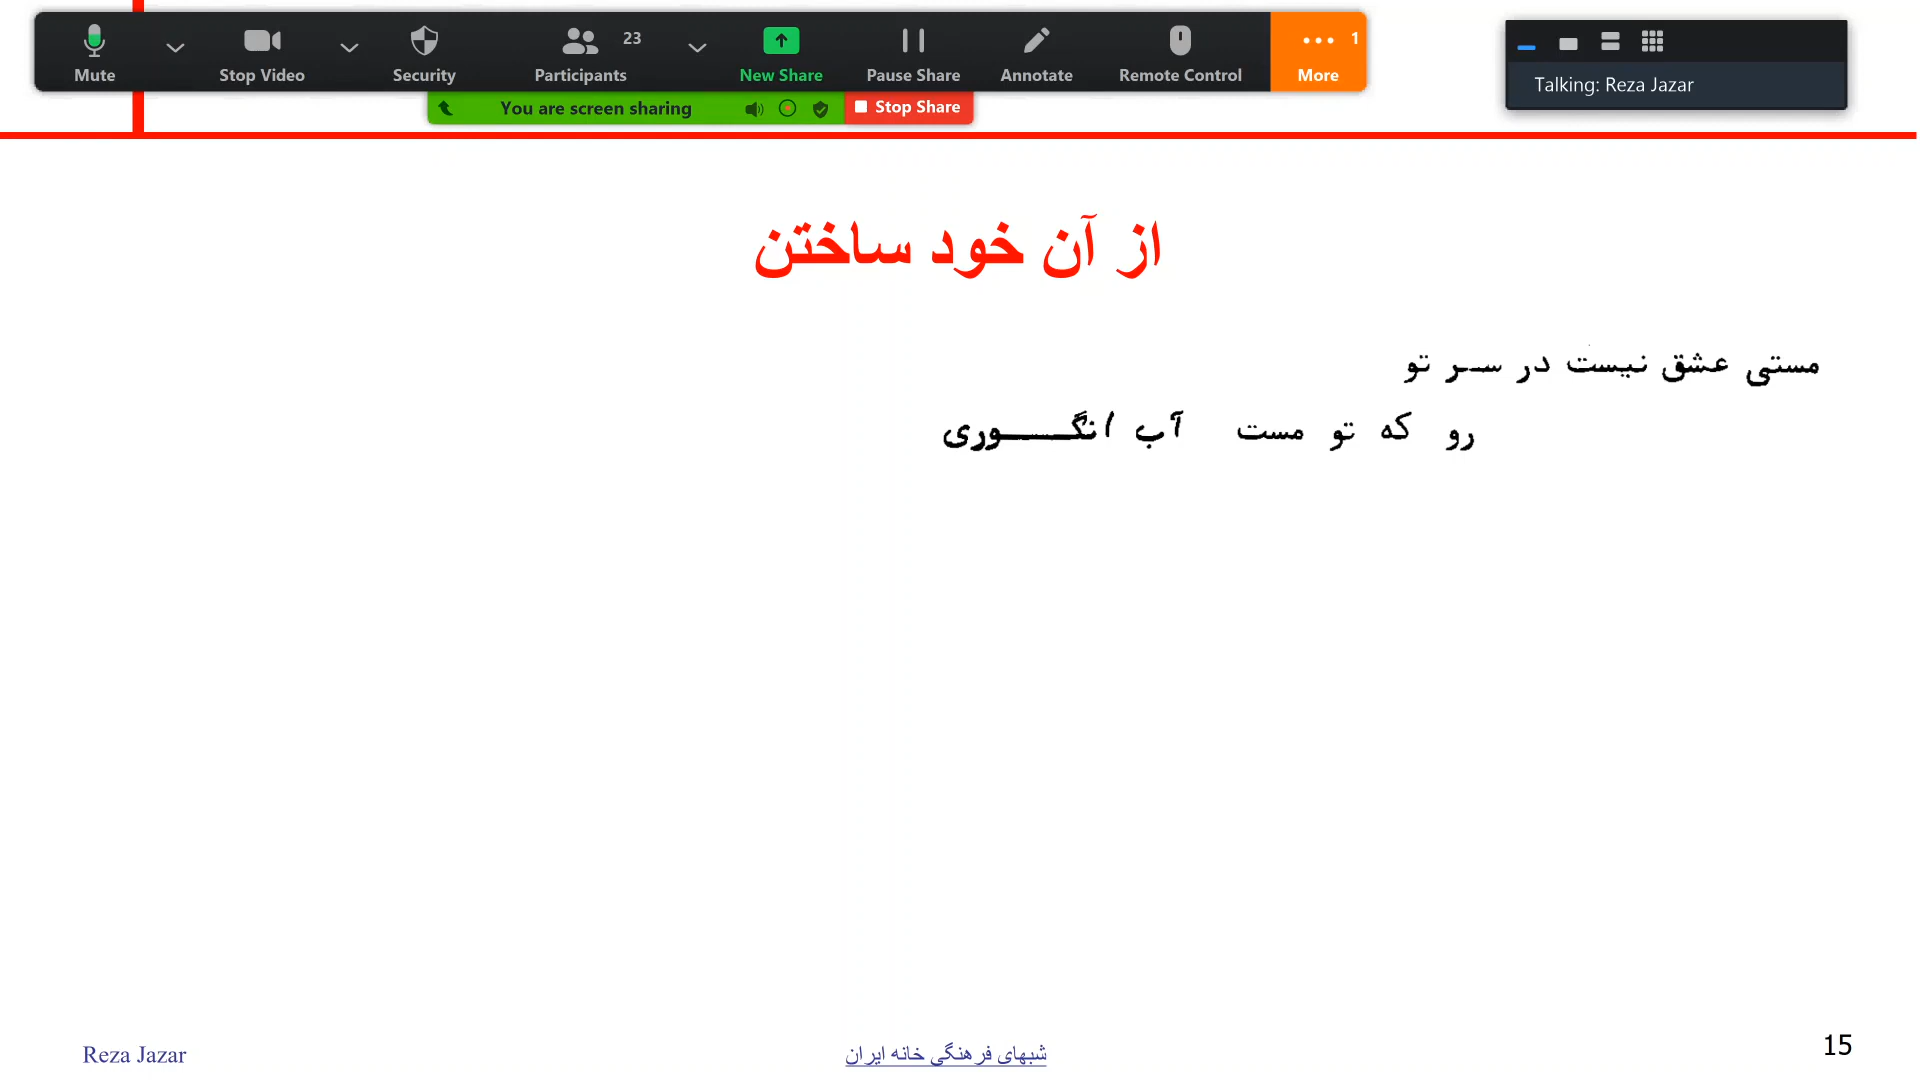 Mute
Stop Video
Security
Participants 23
New Share
Pause Share
Annotate
Remote Control
More 1
You are screen sharing
Stop Share
Talking: Reza Jazar
از آن خود ساختن
مستی عشق نیست در سر تو
رو که تو مست آب انگوری
Reza Jazar
شبهای فرهنگی خانه ایران
15